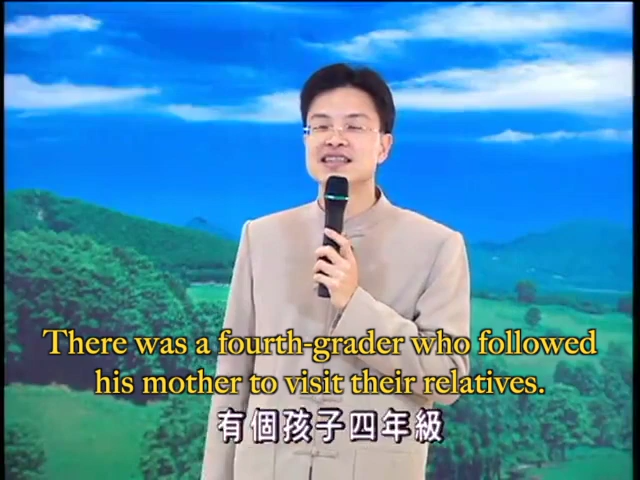 There was a fourth-grader who followed
his mother to visit their relatives.
有個孩子四年級